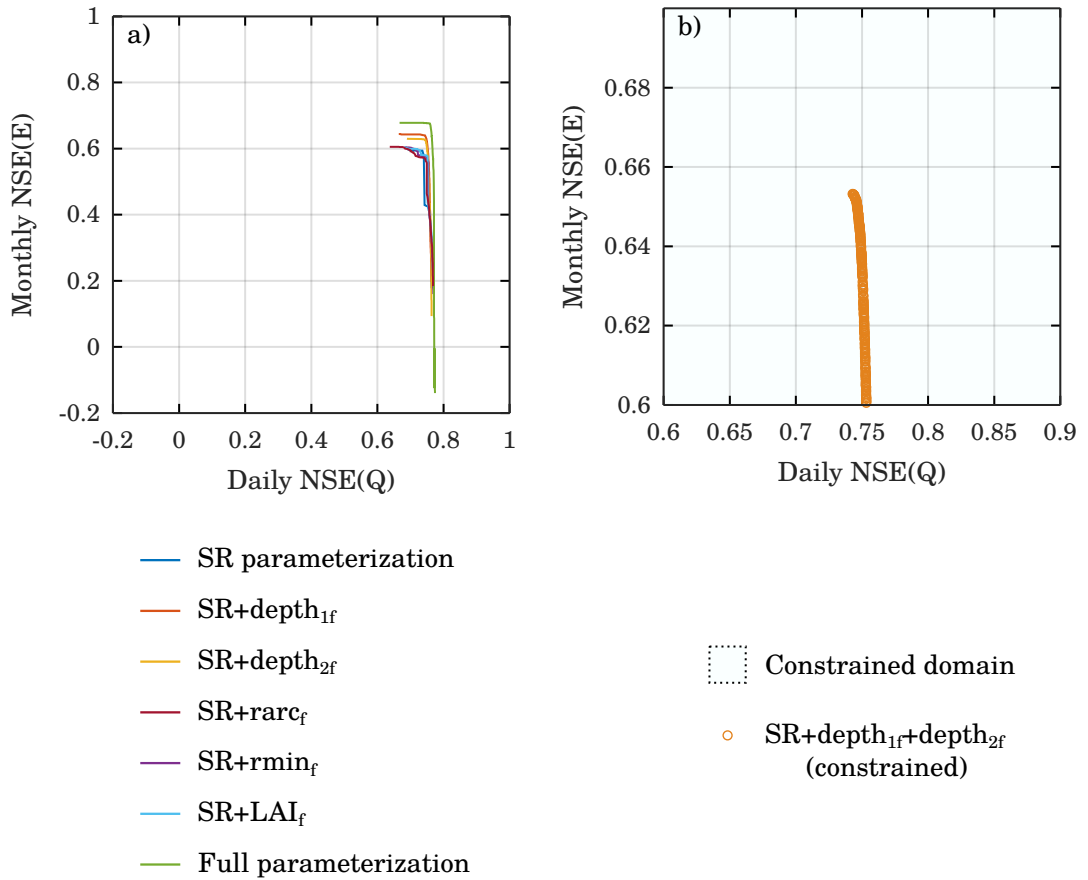 a)
1
0.8
0.6
0.4
0.2
0
-0.2
Monthly NSE(E)
-0.2 0 0.2 0.4 0.6 0.8 1
Daily NSE(Q)
b)
0.68
0.66
0.64
0.62
0.6
Monthly NSE(E)
0.6 0.65 0.7 0.75 0.8 0.85 0.9
Daily NSE(Q)
SR parameterization
SR+depth1f
SR+depth2f
SR+rarcf
SR+rminf
SR+LAIf
Full parameterization
Constrained domain
SR+depth1f+depth2f
(constrained)